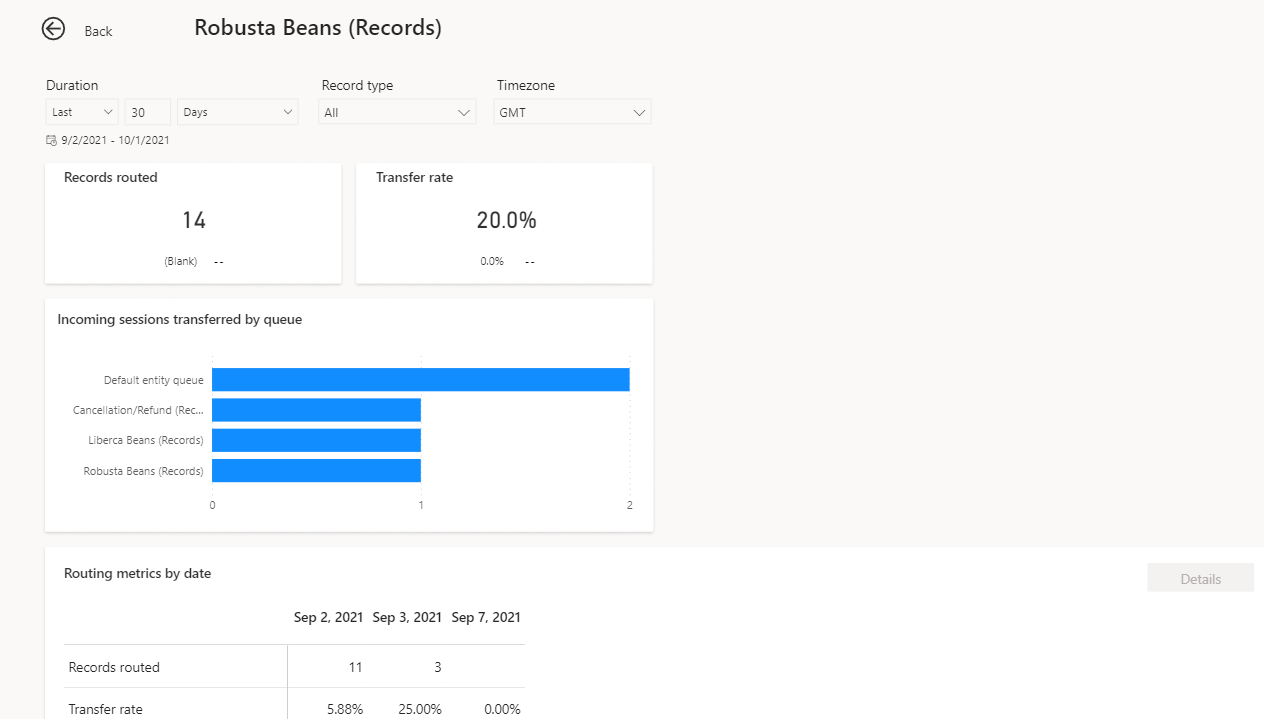 Back
Robusta Beans (Records)
Duration
Record type
Timezone
Last 30 Days
All
GMT
9/2/2021 - 10/1/2021
Records routed
Transfer rate
14
20.0%
(Blank) --
0.0% --
Incoming sessions transferred by queue
Default entity queue
Cancellation/Refund (Rec...
Liberca Beans (Records)
Robusta Beans (Records)
0 1 2
Routing metrics by date
Details
Sep 2, 2021 Sep 3, 2021 Sep 7, 2021
Records routed 11 3
Transfer rate 5.88% 25.00% 0.00%